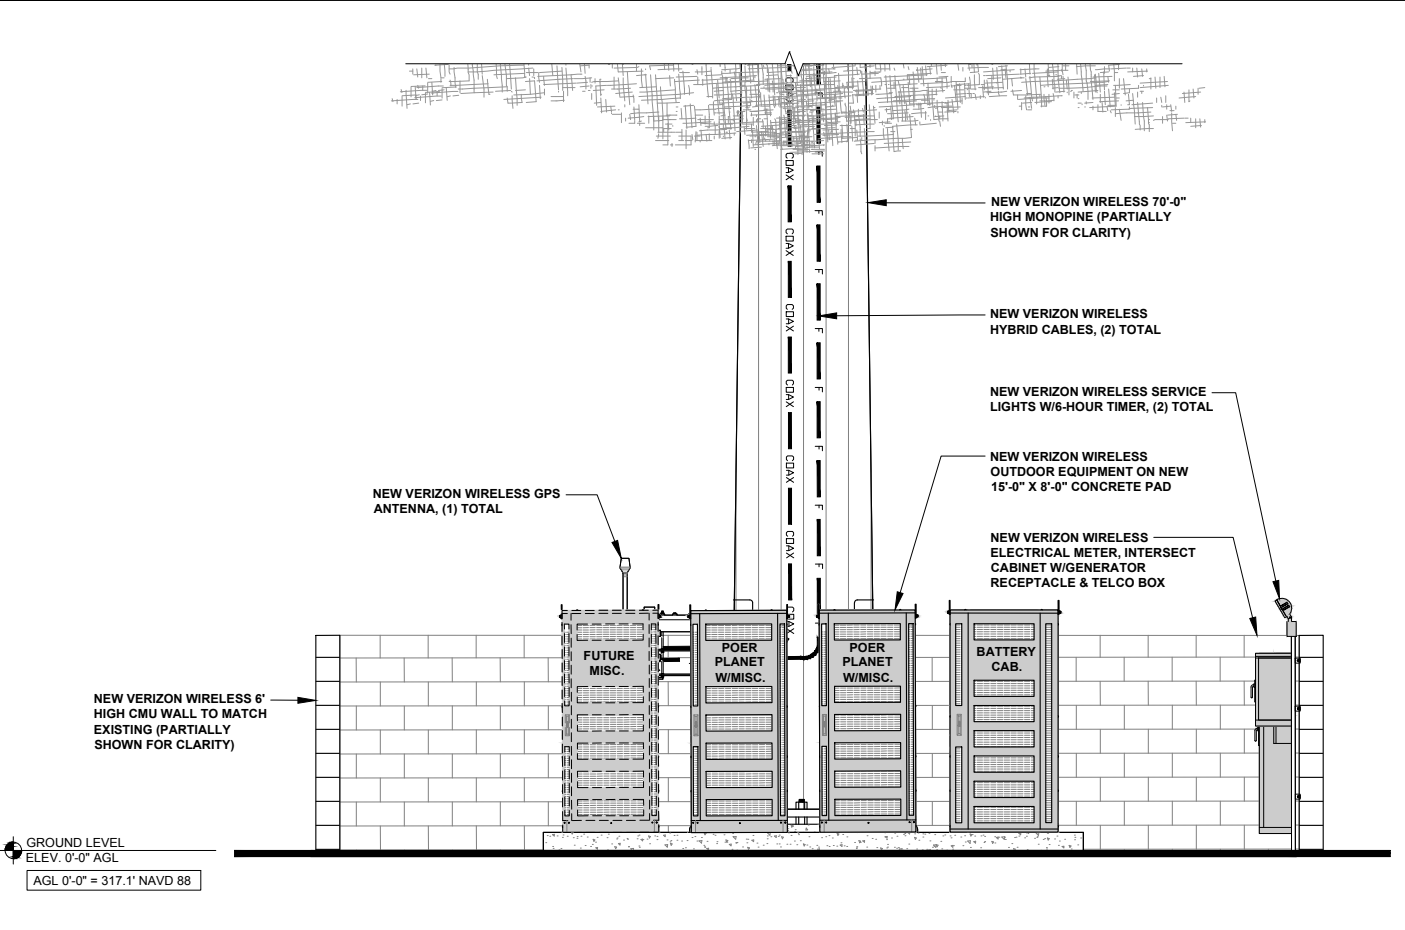 COAX
F
COAX
F
COAX
F
COAX
F
COAX
F
COAX
F
COAX
F
COAX
NEW VERIZON WIRELESS 70'-0"
HIGH MONOPINE (PARTIALLY
SHOWN FOR CLARITY)
NEW VERIZON WIRELESS
HYBRID CABLES, (2) TOTAL
NEW VERIZON WIRELESS SERVICE
LIGHTS W/6-HOUR TIMER, (2) TOTAL
NEW VERIZON WIRELESS
OUTDOOR EQUIPMENT ON NEW
15'-0" X 8'-0" CONCRETE PAD
NEW VERIZON WIRELESS GPS
ANTENNA, (1) TOTAL
NEW VERIZON WIRELESS
ELECTRICAL METER, INTERSECT
CABINET W/GENERATOR
RECEPTACLE & TELCO BOX
FUTURE
MISC.
POER
PLANET
W/MISC.
POER
PLANET
W/MISC.
BATTERY
CAB.
NEW VERIZON WIRELESS 6'
HIGH CMU WALL TO MATCH
EXISTING (PARTIALLY
SHOWN FOR CLARITY)
GROUND LEVEL
ELEV. 0'-0" AGL
AGL 0'-0" = 317.1' NAVD 88